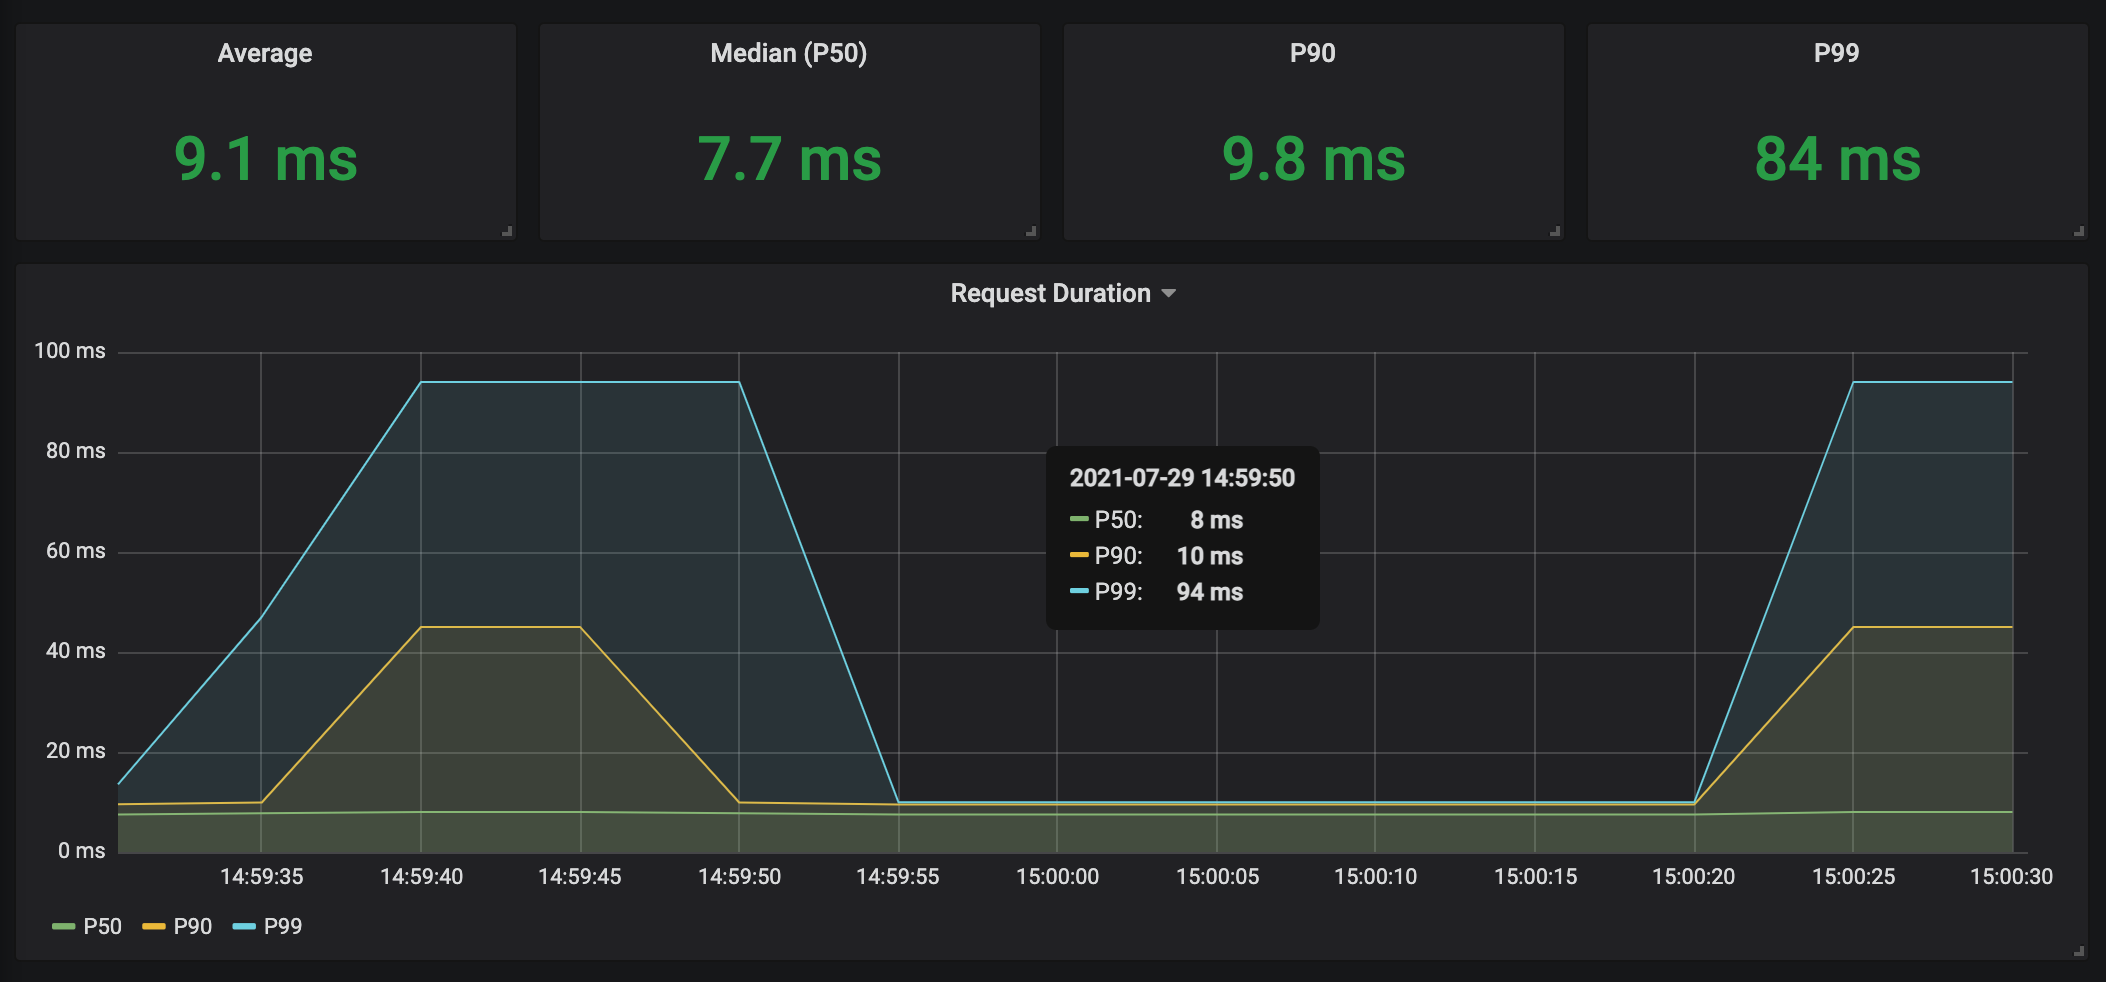 Average
Median (P50)
P90
P99
9.1 ms
7.7 ms
9.8 ms
84 ms
Request Duration
100 ms
80 ms
60 ms
40 ms
20 ms
0 ms
2021-07-29 14:59:50
P50: 8 ms
P90: 10 ms
P99: 94 ms
14:59:35 14:59:40 14:59:45 14:59:50 14:59:55 15:00:00 15:00:05 15:00:10 15:00:15 15:00:20 15:00:25 15:00:30
P50 P90 P99